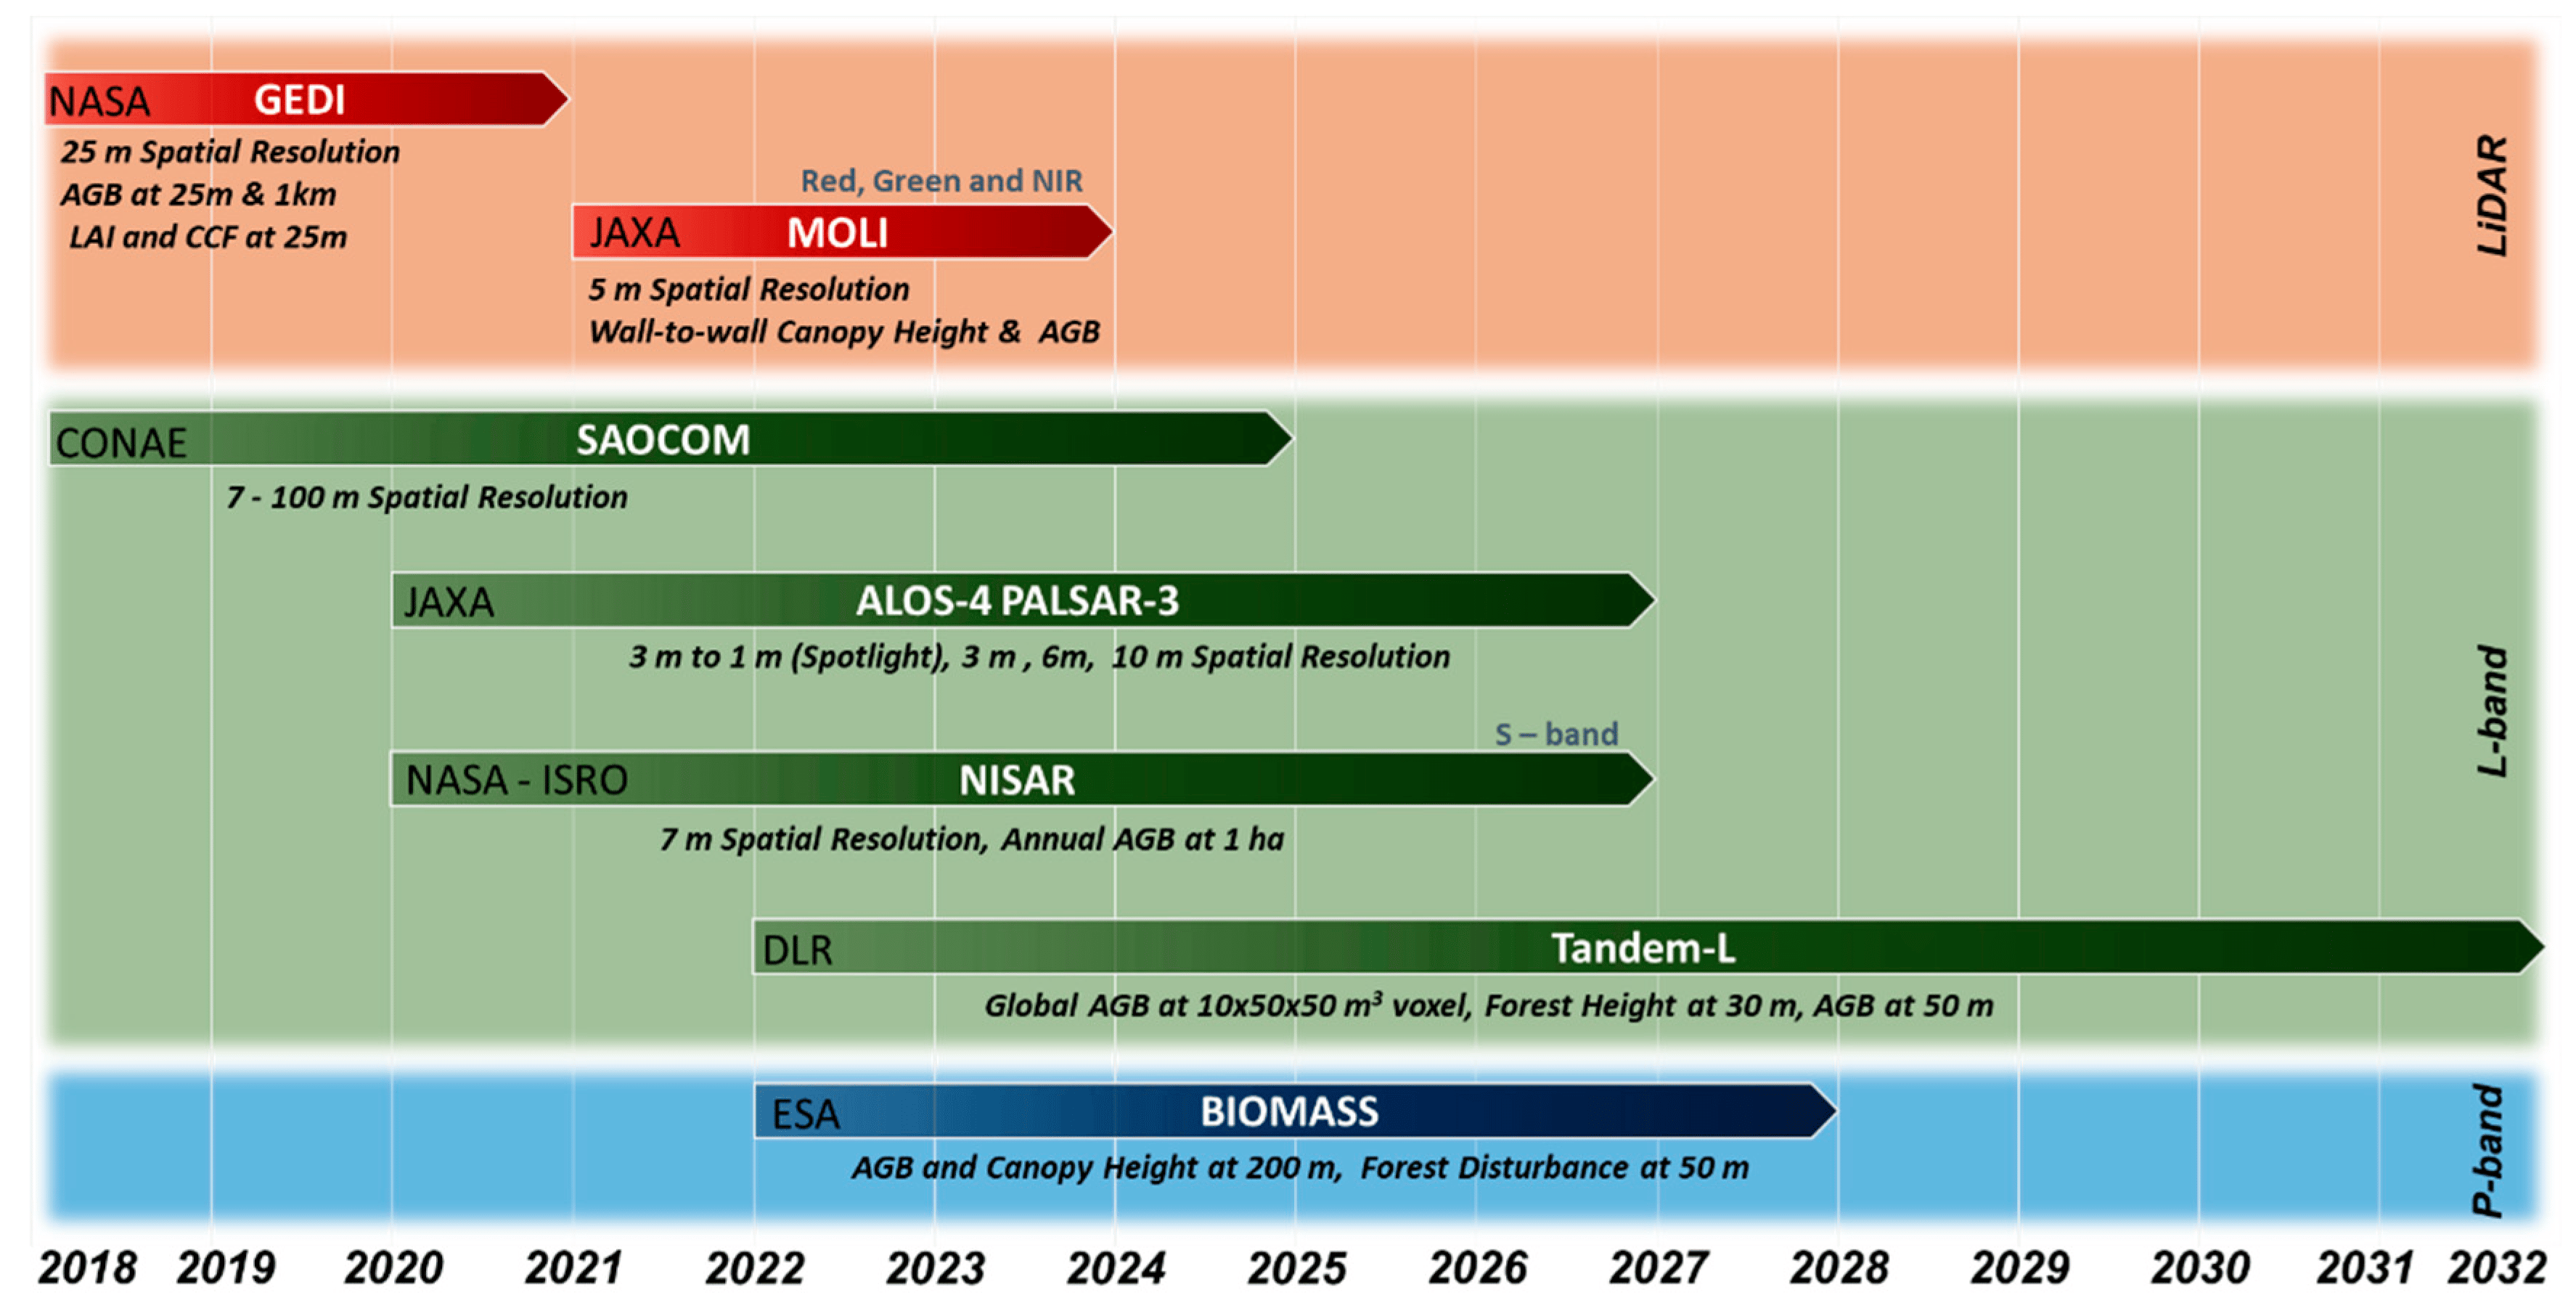 NASA GEDI
25 m Spatial Resolution
AGB at 25m & 1km
LAI and CCF at 25m
Red, Green and NIR
JAXA MOLI
5 m Spatial Resolution
Wall-to-wall Canopy Height & AGB
LiDAR
CONAE SAOCOM
7 - 100 m Spatial Resolution
JAXA ALOS-4 PALSAR-3
3 m to 1 m (Spotlight), 3 m , 6m, 10 m Spatial Resolution
S – band
NASA - ISRO NISAR
7 m Spatial Resolution, Annual AGB at 1 ha
L-band
DLR Tandem-L
Global AGB at 10x50x50 m³ voxel, Forest Height at 30 m, AGB at 50 m
ESA BIOMASS
AGB and Canopy Height at 200 m, Forest Disturbance at 50 m
P-band
2018 2019 2020 2021 2022 2023 2024 2025 2026 2027 2028 2029 2030 2031 2032